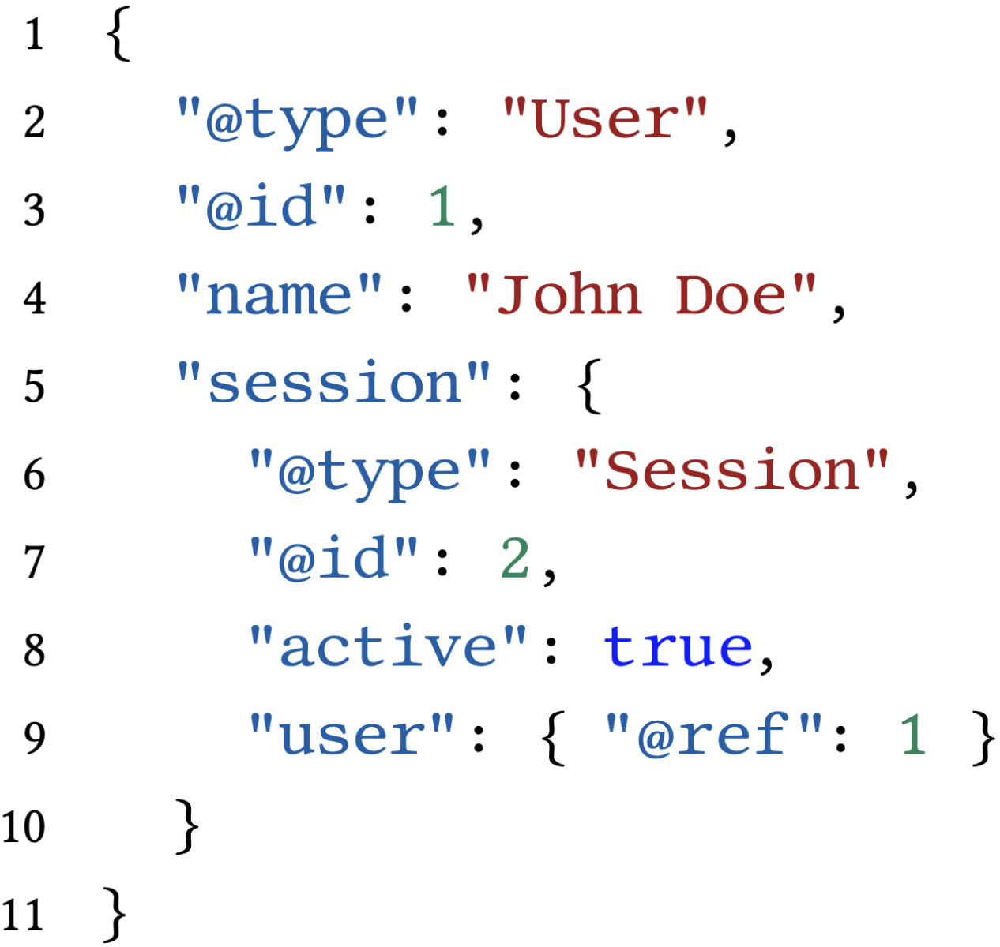 1 {
2 "@type": "User",
3 "@id": 1,
4 "name": "John Doe",
5 "session": {
6 "@type": "Session",
7 "@id": 2,
8 "active": true,
9 "user": { "@ref": 1 }
10 }
11 }